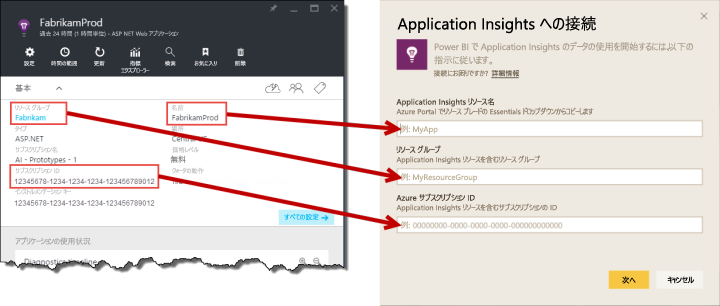 FabrikamProd
過去 24 時間 (1 時間単位) - ASP.NET Web アプリケーション
設定
時間の範囲
更新
指標
エクスプローラー
検索
お気に入り
削除
基本
リソース グループ
Fabrikam
名前
FabrikamProd
タイプ
ASP.NET
場所
Central US
サブスクリプション名
AI - Prototypes - 1
価格レベル
無料
サブスクリプション ID
12345678-1234-1234-1234-123456789012
インストルメンテーション キー
12345678-1234-1234-1234-123456789012
すべての設定 →
アプリケーションの使用状況
Application Insights への接続
Power BI で Application Insights のデータの使用を開始するには、以下
の指示に従います。
接続にお困りですか? 詳細情報
Application Insights リソース名
Azure Portal でリソース ブレードの Essentials ドロップダウンからコピーします
例: MyApp
リソース グループ
Application Insights リソースを含むリソース グループ
例: MyResourceGroup
Azure サブスクリプション ID
Application Insights リソースを含むサブスクリプションの ID
例: 00000000-0000-0000-0000-000000000000
次へ
キャンセル